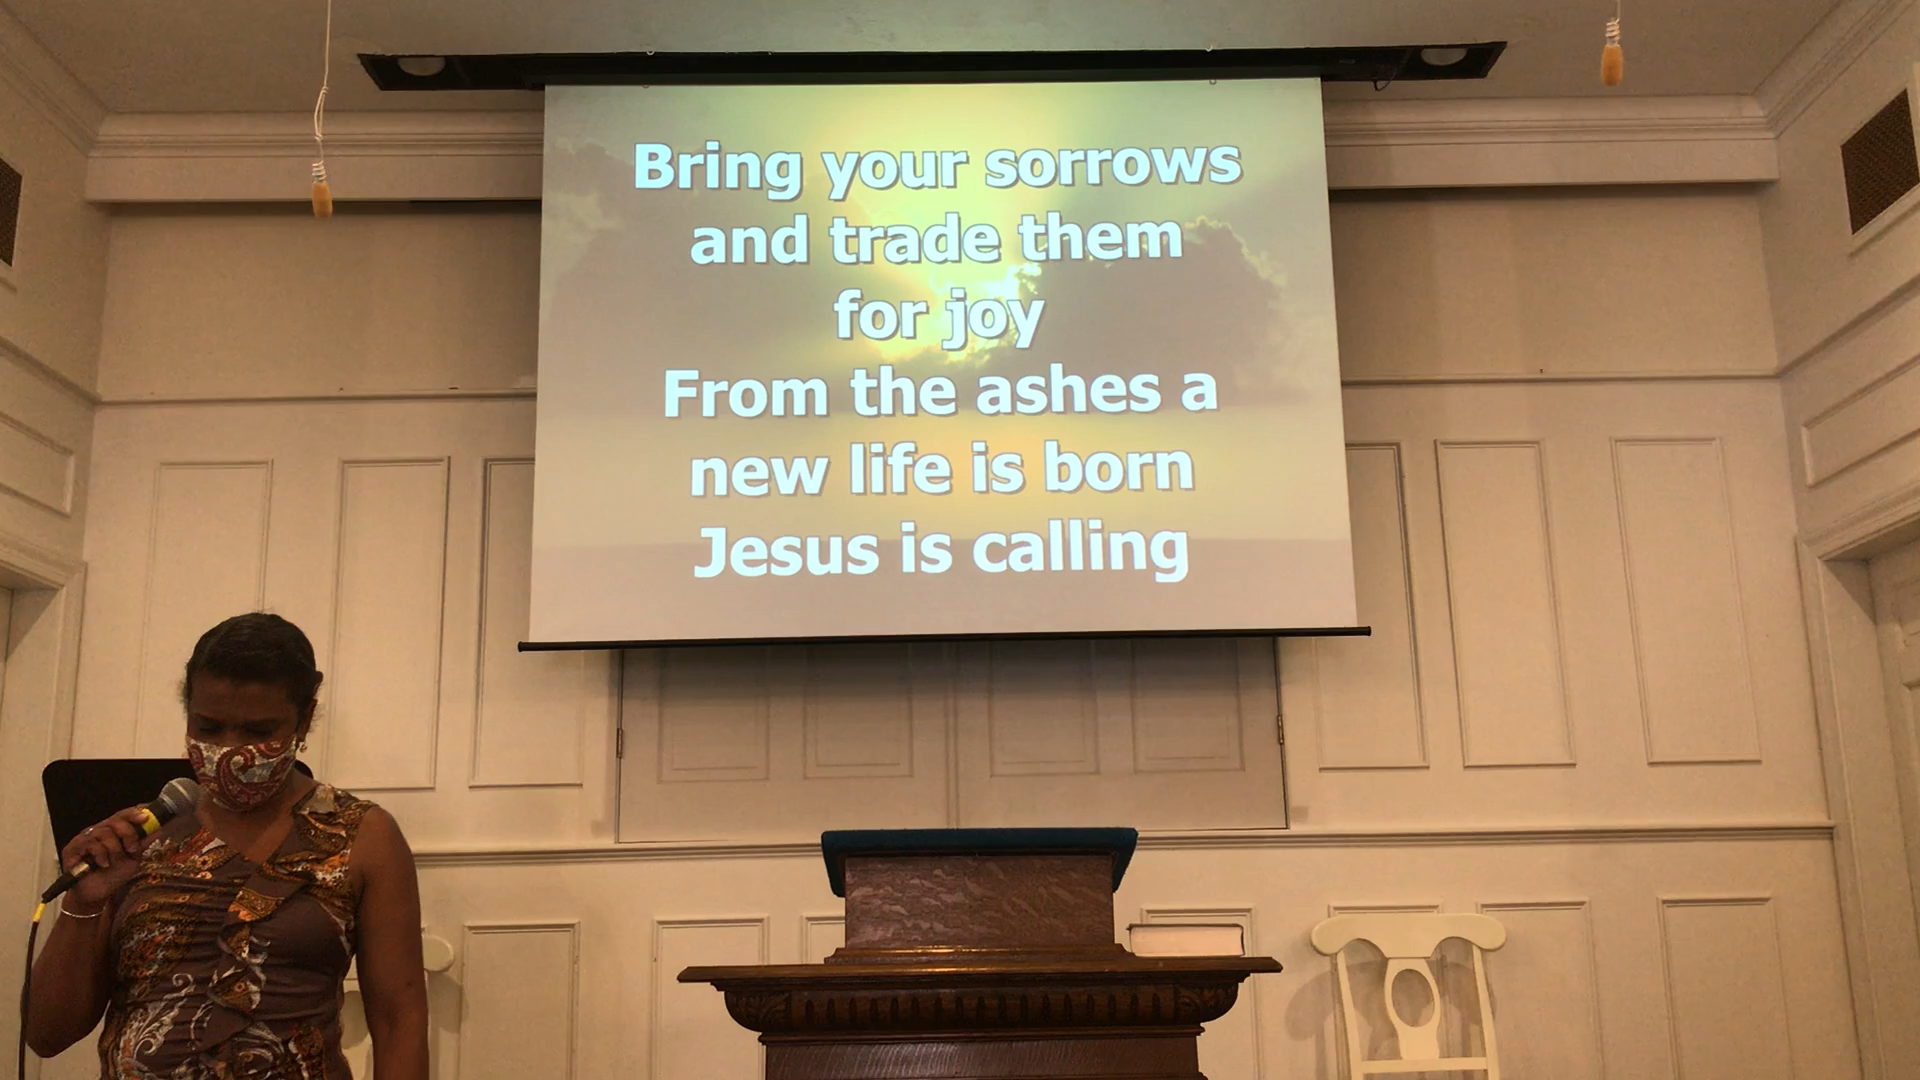 Bring your sorrows
and trade them
for joy
From the ashes a
new life is born
Jesus is calling